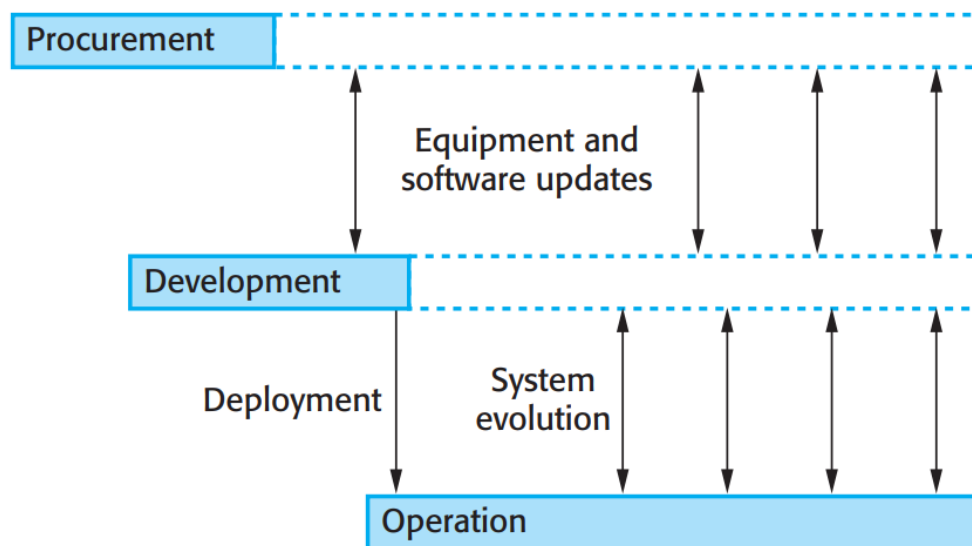 Procurement
Equipment and
software updates
Development
Deployment
System
evolution
Operation